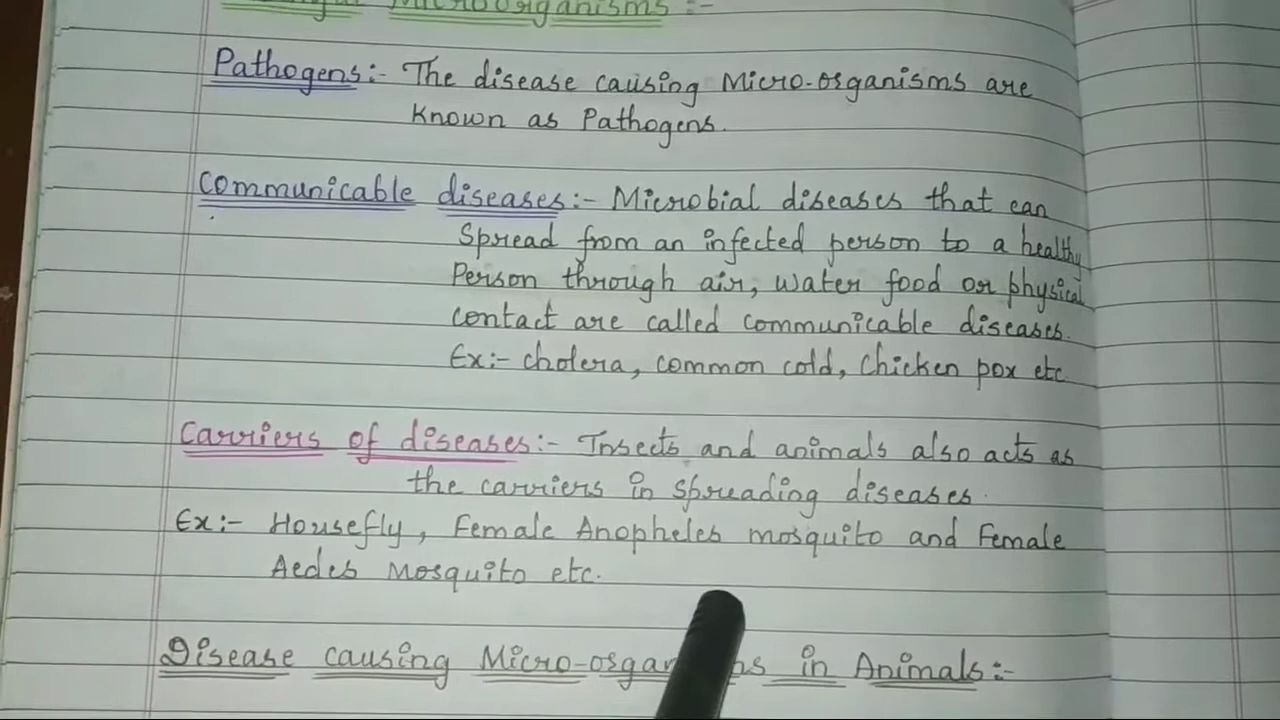 Microorganisms :-
Pathogens:- The disease causing Micro-organisms are
Known as Pathogens.
Communicable diseases:- Microbial diseases that can
Spread from an infected person to a healthy
Person through air, water food or physical
contact are called communicable diseases.
Ex:- cholera, common cold, Chicken pox etc
Carriers of diseases:- Insects and animals also acts as
the carriers in spreading diseases.
Ex:- Housefly, Female Anopheles mosquito and Female
Aedes Mosquito etc.
Disease causing in Animals:-